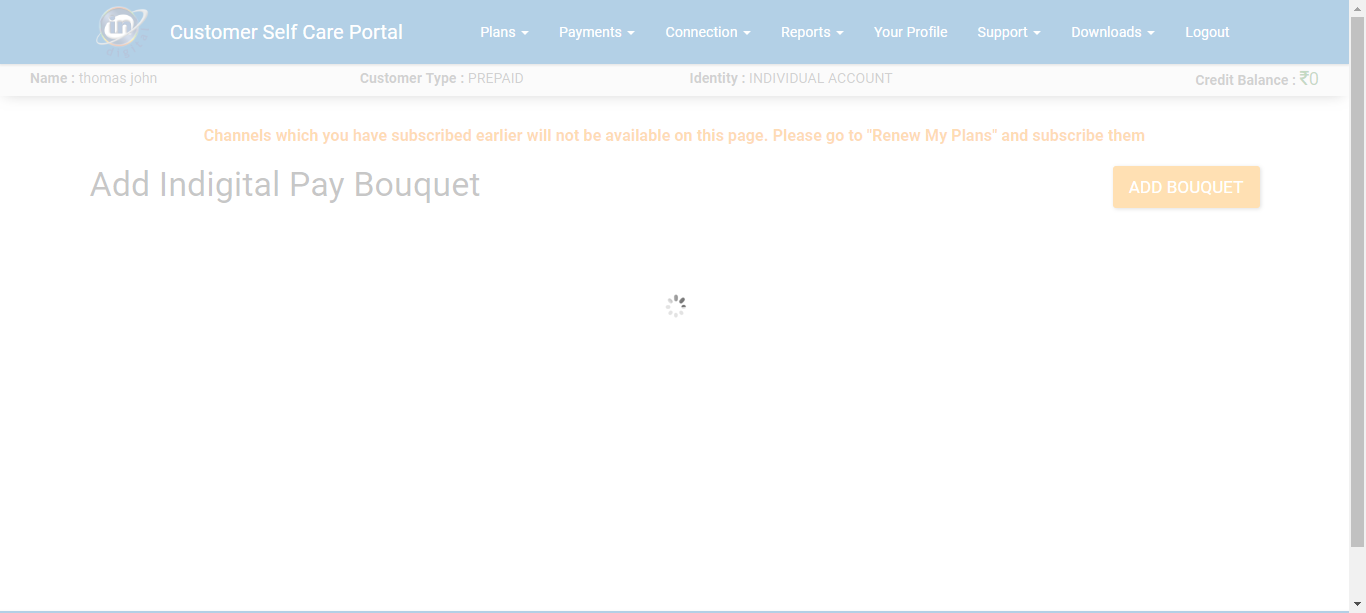 in Customer Self Care Portal Plans Payments Connection Reports Your Profile Support Downloads Logout
Name : thomas john Customer Type : PREPAID Identity : INDIVIDUAL ACCOUNT Credit Balance : ₹0
Channels which you have subscribed earlier will not be available on this page. Please go to "Renew My Plans" and subscribe them
Add Indigital Pay Bouquet ADD BOUQUET